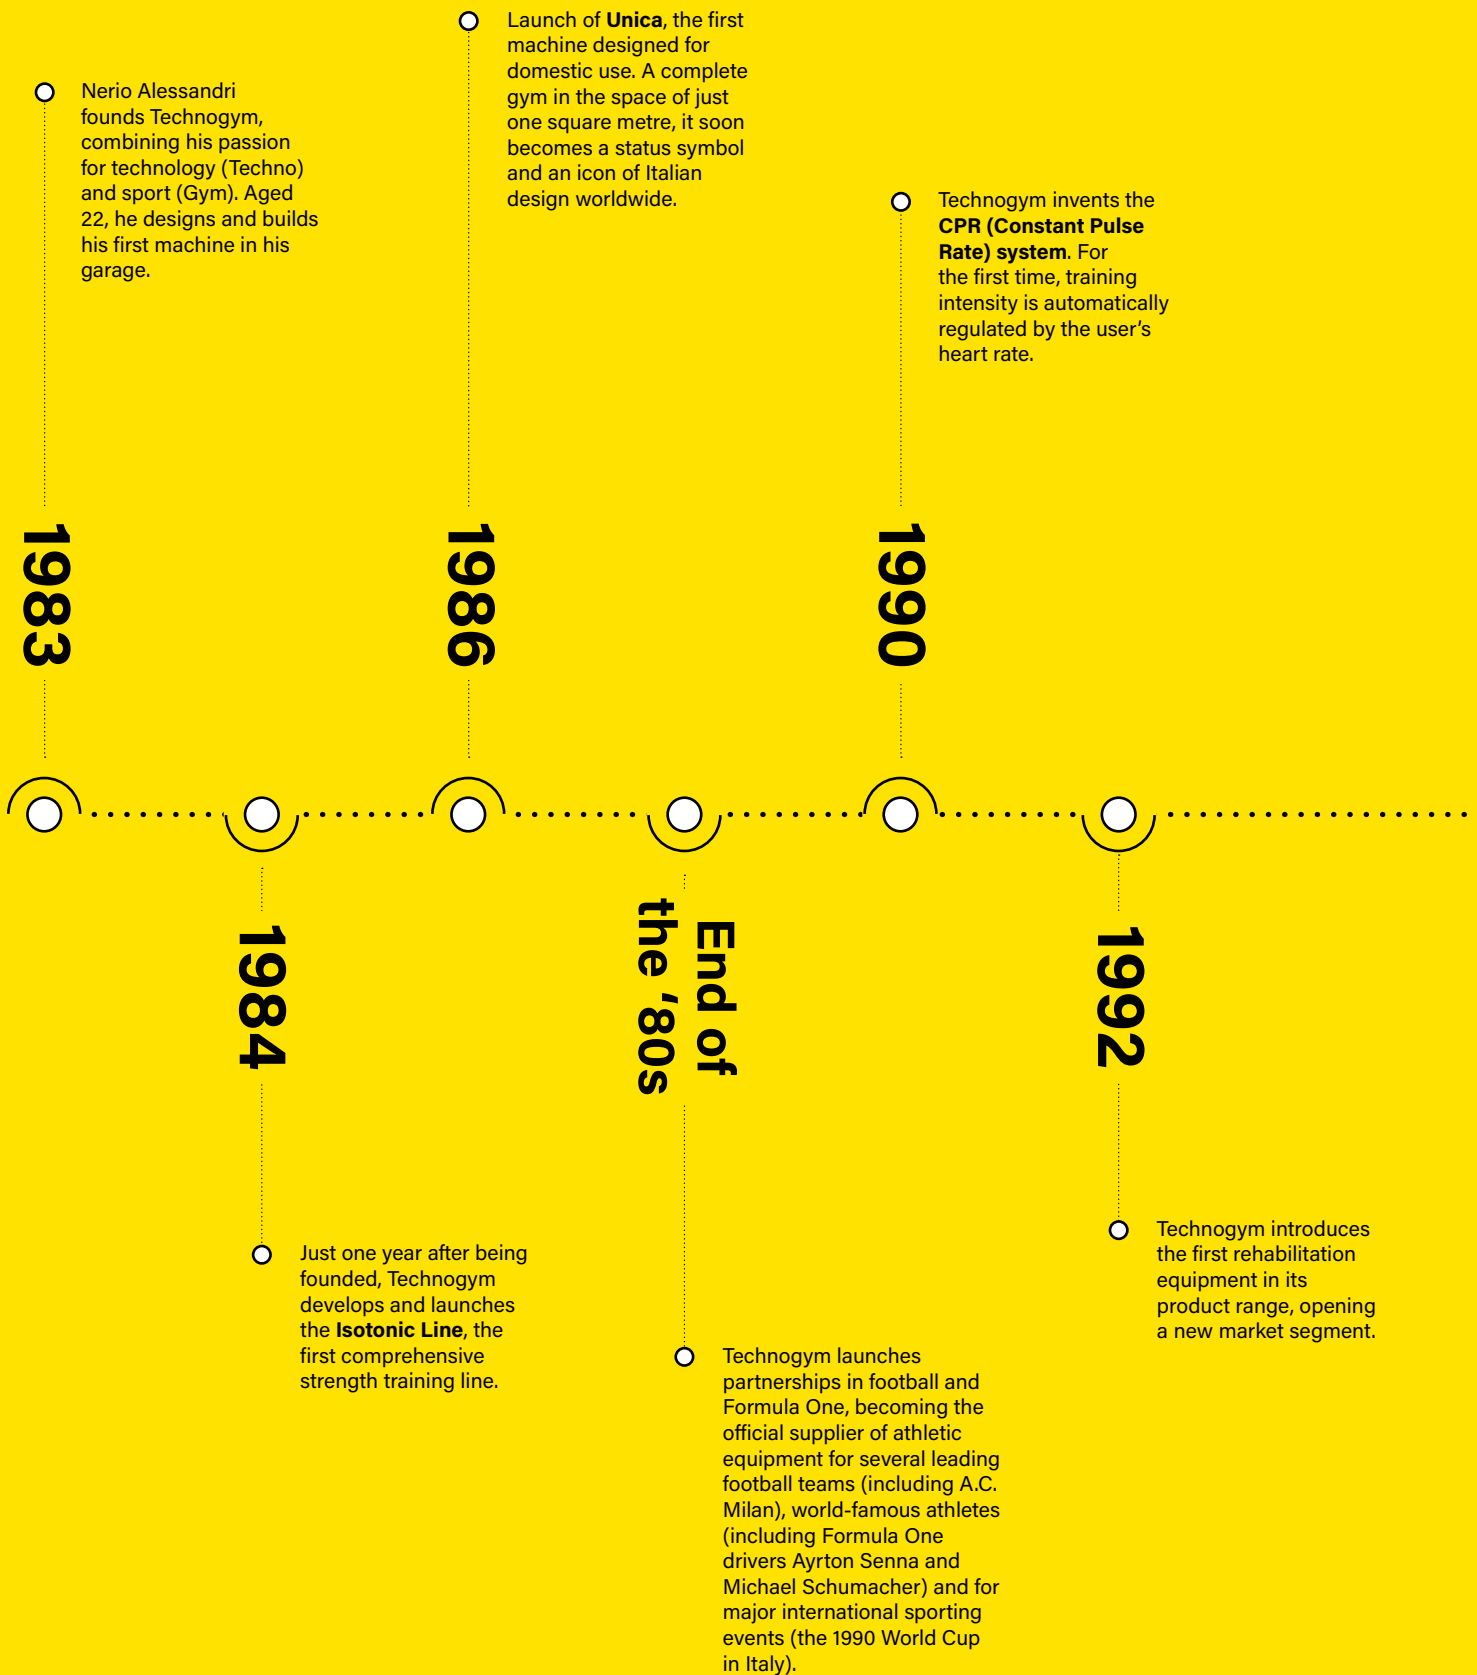 Nerio Alessandri
founds Technogym,
combining his passion
for technology (Techno)
and sport (Gym). Aged
22, he designs and builds
his first machine in his
garage.
1983
Just one year after being
founded, Technogym
develops and launches
the Isotonic Line, the
first comprehensive
strength training line.
1984
Launch of Unica, the first
machine designed for
domestic use. A complete
gym in the space of just
one square metre, it soon
becomes a status symbol
and an icon of Italian
design worldwide.
1986
End of
the ‘80s
Technogym launches
partnerships in football and
Formula One, becoming the
official supplier of athletic
equipment for several leading
football teams (including A.C.
Milan), world-famous athletes
(including Formula One
drivers Ayrton Senna and
Michael Schumacher) and for
major international sporting
events (the 1990 World Cup
in Italy).
Technogym invents the
CPR (Constant Pulse
Rate) system. For
the first time, training
intensity is automatically
regulated by the user’s
heart rate.
1990
1992
Technogym introduces
the first rehabilitation
equipment in its
product range, opening
a new market segment.